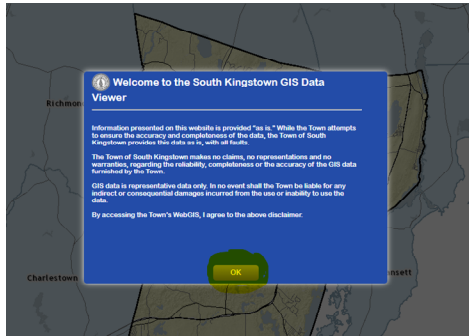 Welcome to the South Kingstown GIS Data
Viewer
Richmon
Information presented on this website is provided "as is." While the Town attempts
to ensure the accuracy and completeness of the data, the Town of South
Kingstown provides this data as is, with all faults.
The Town of South Kingstown makes no claims, no representations and no
warranties, regarding the reliability, completeness or the accuracy of the GIS data
furnished by the Town.
GIS data is representative data only. In no event shall the Town be liable for any
indirect or consequential damages incurred from the use or inability to use the
data.
By accessing the Town's WebGIS, I agree to the above disclaimer.
OK
Charlestown
nsett